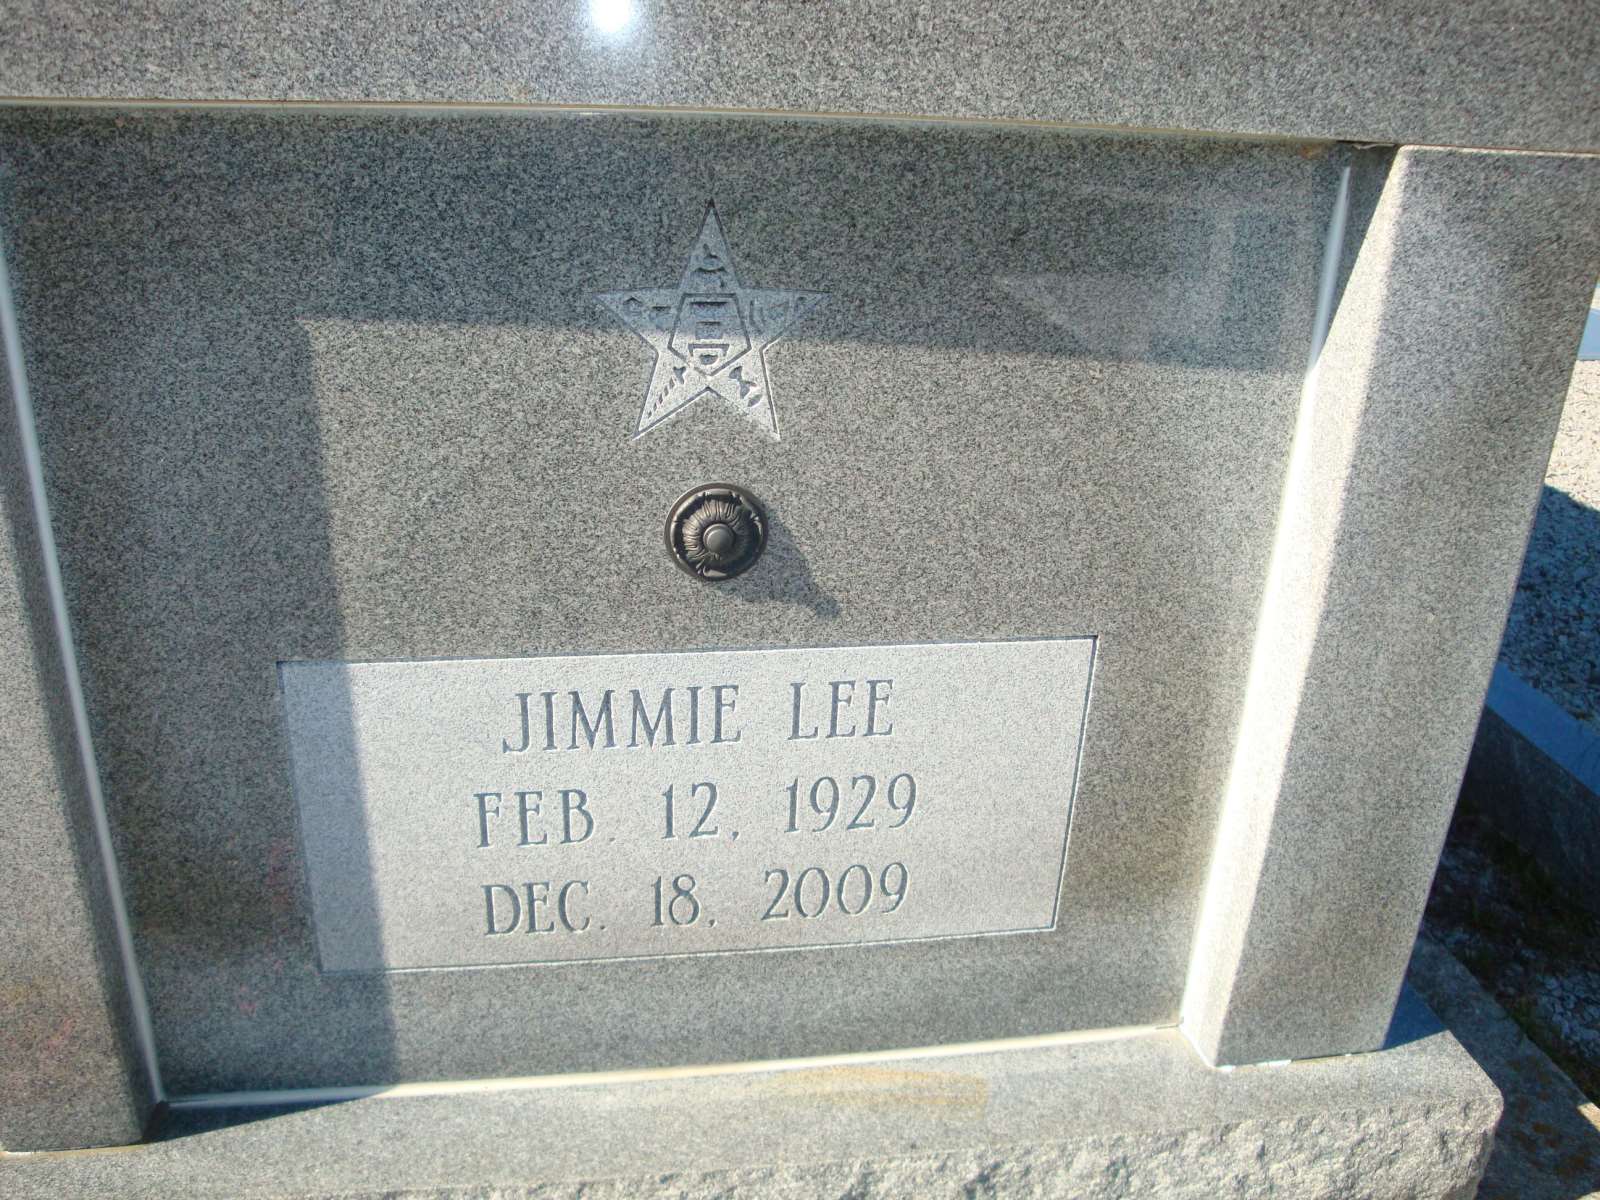 JIMMIE LEE
FEB. 12, 1929
DEC. 18, 2009